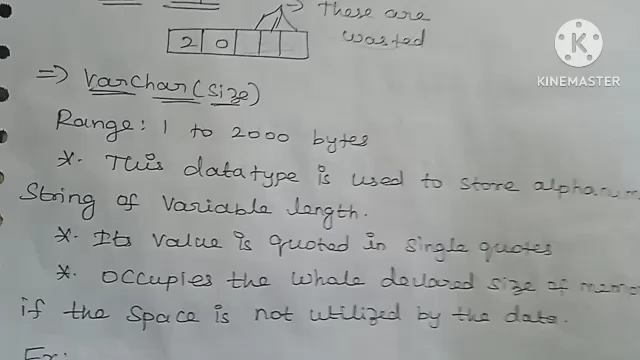 these are
wasted
2 0
=> Varchar(Size)
Range: 1 to 2000 bytes
*. This datatype is used to store alphanum
String of variable length.
*. Its value is quoted in single quotes
*. Occupies the whole declared size of memo
if the space is not utilized by the data.
Ex:
KINEMASTER